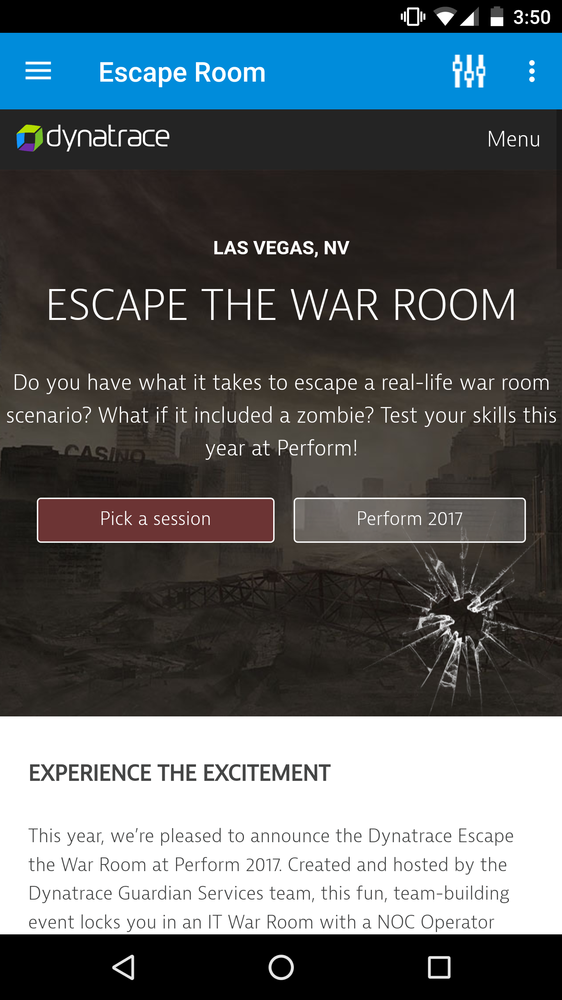 3:50
Escape Room
dynatrace
Menu
LAS VEGAS, NV
ESCAPE THE WAR ROOM
Do you have what it takes to escape a real-life war room
scenario? What if it included a zombie? Test your skills this
year at Perform!
CASINO
Pick a session
Perform 2017
EXPERIENCE THE EXCITEMENT
This year, we’re pleased to announce the Dynatrace Escape
the War Room at Perform 2017. Created and hosted by the
Dynatrace Guardian Services team, this fun, team-building
event locks you in an IT War Room with a NOC Operator